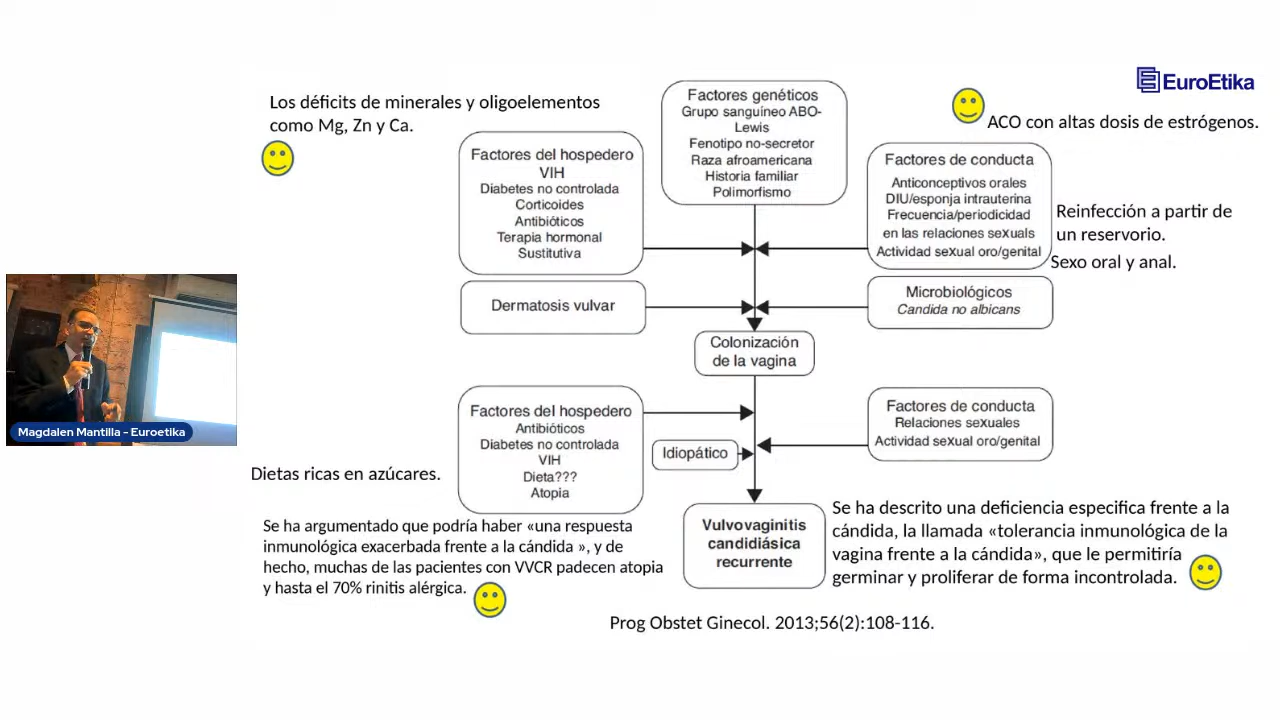 EuroEtika
Los déficits de minerales y oligoelementos
como Mg, Zn y Ca.
Factores genéticos
Grupo sanguíneo ABO-
Lewis
Fenotipo no-secretor
Raza afroamericana
Historia familiar
Polimorfismo
ACO con altas dosis de estrógenos.
Factores del hospedero
VIH
Diabetes no controlada
Corticoides
Antibióticos
Terapia hormonal
Sustitutiva
Factores de conducta
Anticonceptivos orales
DIU/esponja intrauterina
Frecuencia/periodicidad
en las relaciones sexuals
Actividad sexual oro/genital
Reinfección a partir de
un reservorio.
Sexo oral y anal.
Dermatosis vulvar
Microbiológicos
Candida no albicans
Colonización
de la vagina
Magdalen Mantilla - Euroetika
Factores del hospedero
Antibióticos
Diabetes no controlada
VIH
Dieta???
Atopia
Idiopático
Factores de conducta
Relaciones sexuales
Actividad sexual oro/genital
Dietas ricas en azúcares.
Se ha argumentado que podría haber «una respuesta
inmunológica exacerbada frente a la cándida », y de
hecho, muchas de las pacientes con VVCR padecen atopia
y hasta el 70% rinitis alérgica.
Vulvovaginitis
candidiásica
recurrente
Se ha descrito una deficiencia especifica frente a la
cándida, la llamada «tolerancia inmunológica de la
vagina frente a la cándida», que le permitiría
germinar y proliferar de forma incontrolada.
Prog Obstet Ginecol. 2013;56(2):108-116.